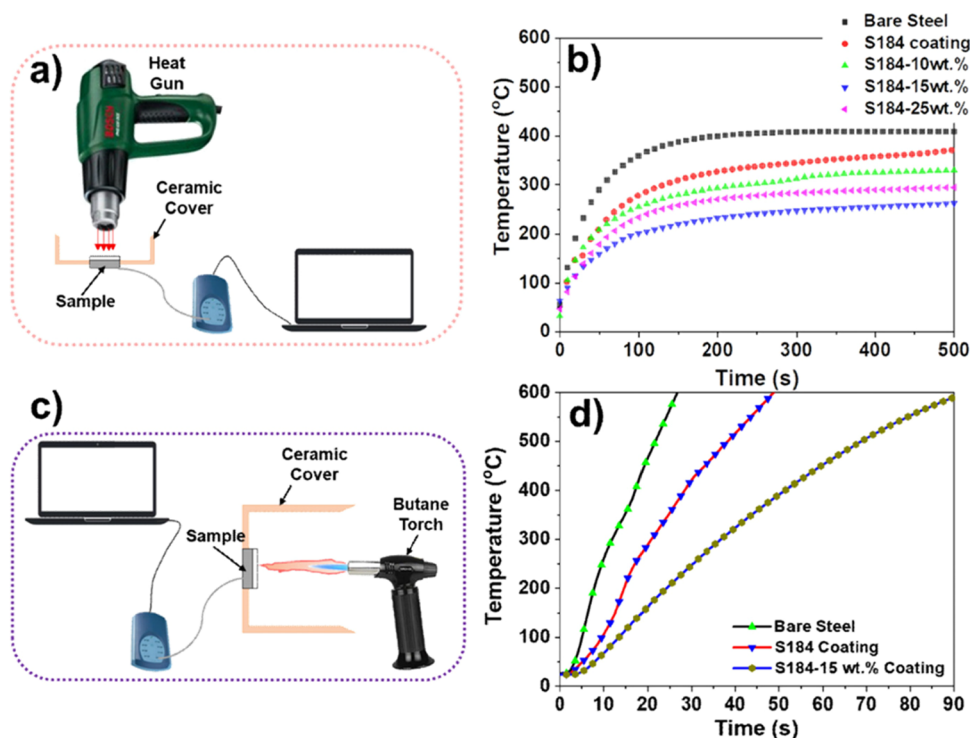 a)
Heat
Gun
Ceramic
Cover
Sample
b)
Bare Steel
S184 coating
S184-10wt.%
S184-15wt.%
S184-25wt.%
Temperature (°C)
600
500
400
300
200
100
0
0 100 200 300 400 500
Time (s)
c)
Ceramic
Cover
Sample
Butane
Torch
d)
Temperature (°C)
600
500
400
300
200
100
0
Bare Steel
S184 Coating
S184-15 wt.% Coating
0 10 20 30 40 50 60 70 80 90
Time (s)